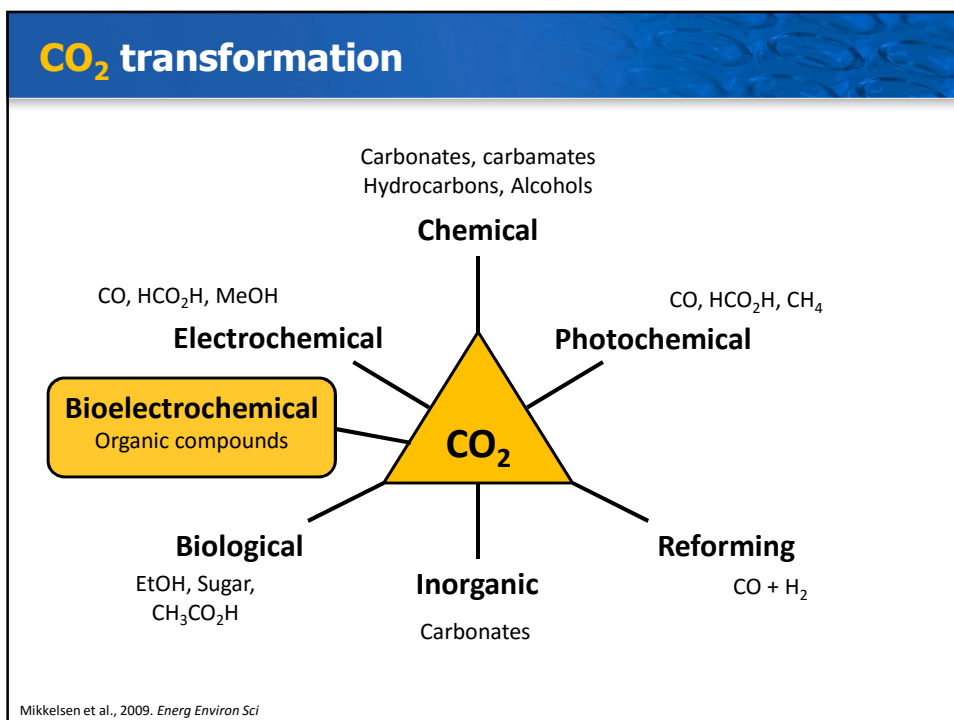 CO₂ transformation
Carbonates, carbamates
Hydrocarbons, Alcohols
Chemical
CO, HCO₂H, MeOH
Electrochemical
CO, HCO₂H, CH₄
Photochemical
Bioelectrochemical
Organic compounds
CO₂
Biological
EtOH, Sugar,
CH₃CO₂H
Inorganic
Carbonates
Reforming
CO + H₂
Mikkelsen et al., 2009. Energ Environ Sci